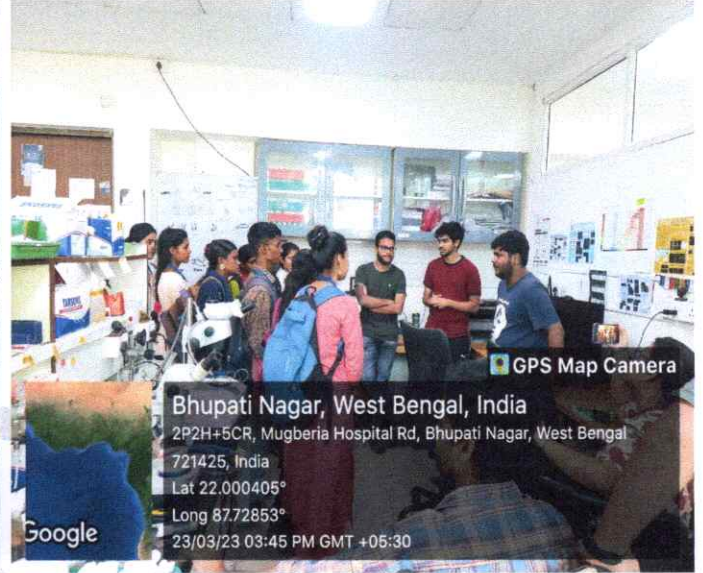 GPS Map Camera
Bhupati Nagar, West Bengal, India
2P2H+5CR, Mugberia Hospital Rd, Bhupati Nagar, West Bengal
721425, India
Lat 22.000405°
Long 87.72853°
23/03/23 03:45 PM GMT +05:30
Google